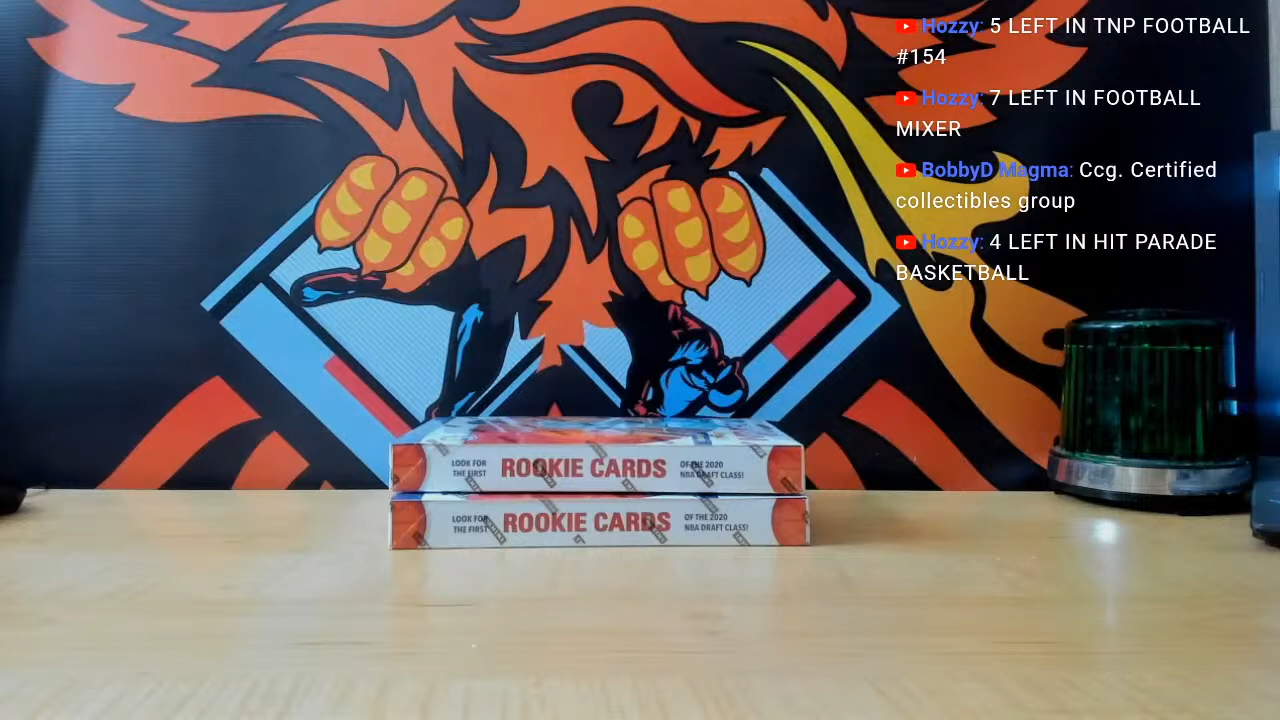 Hozzy: 5 LEFT IN TNP FOOTBALL
#154
Hozzy: 7 LEFT IN FOOTBALL
MIXER
BobbyD Magma: Ccg. Certified
collectibles group
Hozzy: 4 LEFT IN HIT PARADE
BASKETBALL
LOOK FOR
THE FIRST
ROOKIE CARDS
OF THE 2020
NBA DRAFT CLASS!
LOOK FOR
THE FIRST
ROOKIE CARDS
OF THE 2020
NBA DRAFT CLASS!